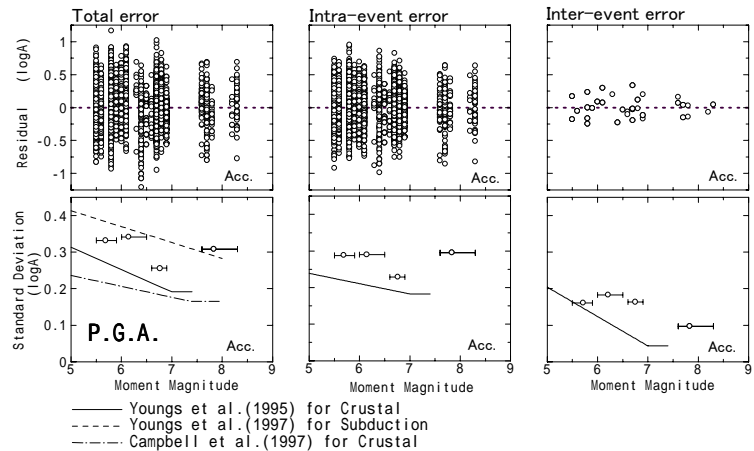 Total error
Intra-event error
Inter-event error
Residual (logA)
1
0.5
0
-0.5
-1
Acc.
Acc.
Acc.
Standard Deviation
(logA)
0.4
0.3
0.2
0.1
0
P.G.A.
Acc.
Acc.
Acc.
5 6 7 8 9
5 6 7 8 9
5 6 7 8 9
Moment Magnitude
Moment Magnitude
Moment Magnitude
Youngs et al.(1995) for Crustal
Youngs et al.(1997) for Subduction
Campbell et al.(1997) for Crustal